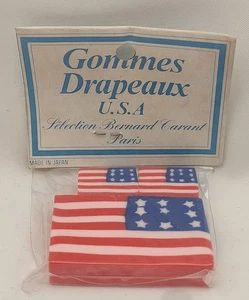 Gommes
Drapeaux
U.S.A
Sélection Bernard Carant
Paris
MADE IN JAPAN